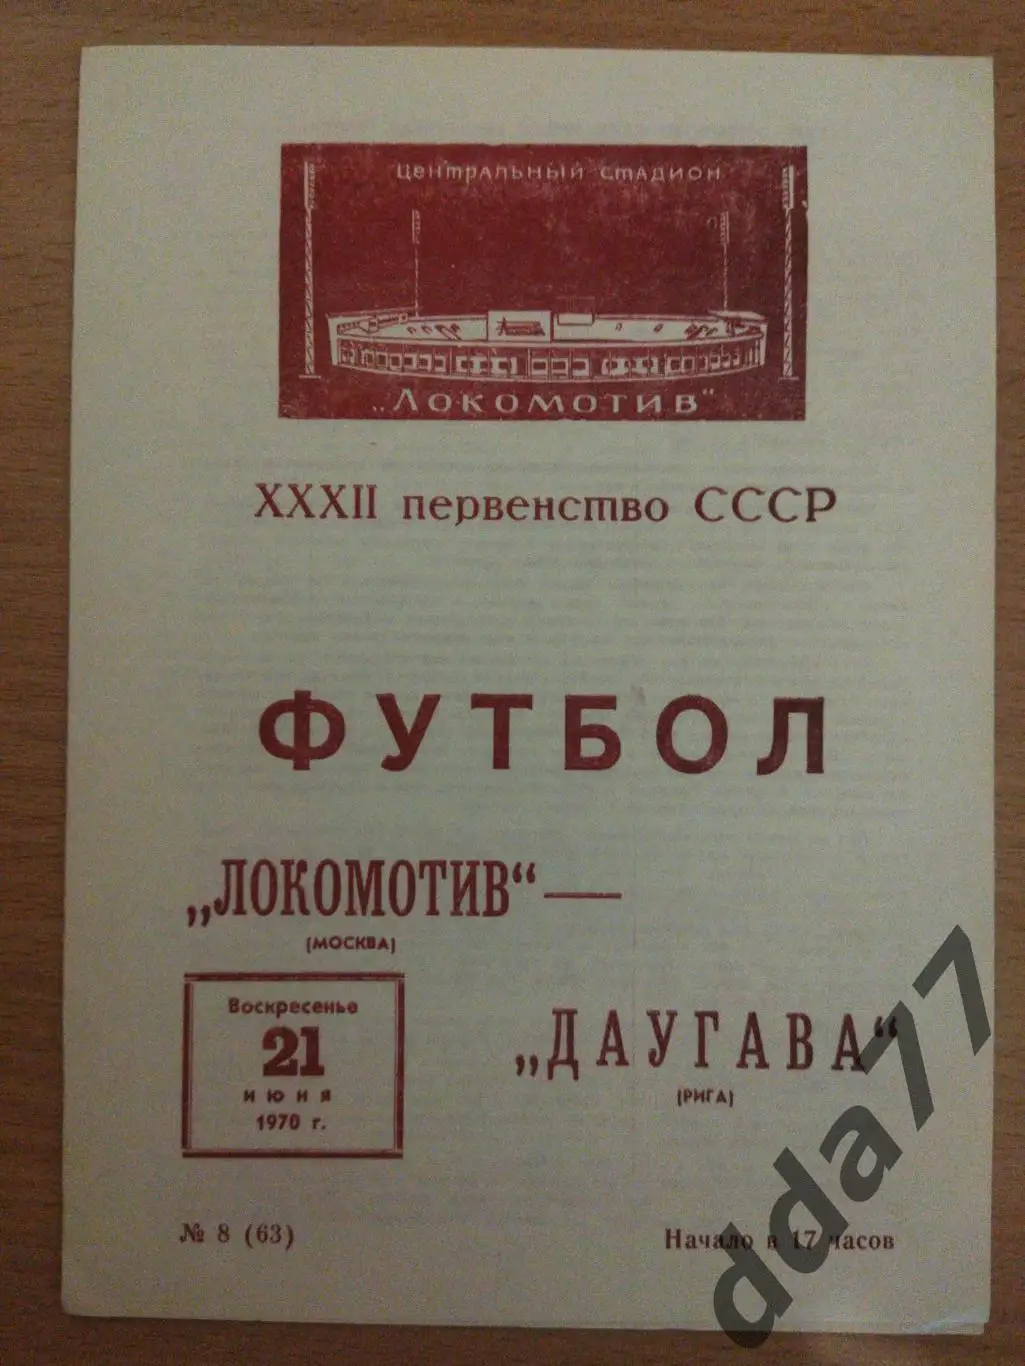 ЦЕНТРАЛЬНЫЙ СТАДИОН
„ЛОКОМОТИВ"
XXXII первенство СССР
ФУТБОЛ
„ЛОКОМОТИВ“ —
(МОСКВА)
Воскресенье
21
июня
1970 г.
„ДАУГАВА“
(РИГА)
№ 8 (63)
Начало в 17 часов
dda77